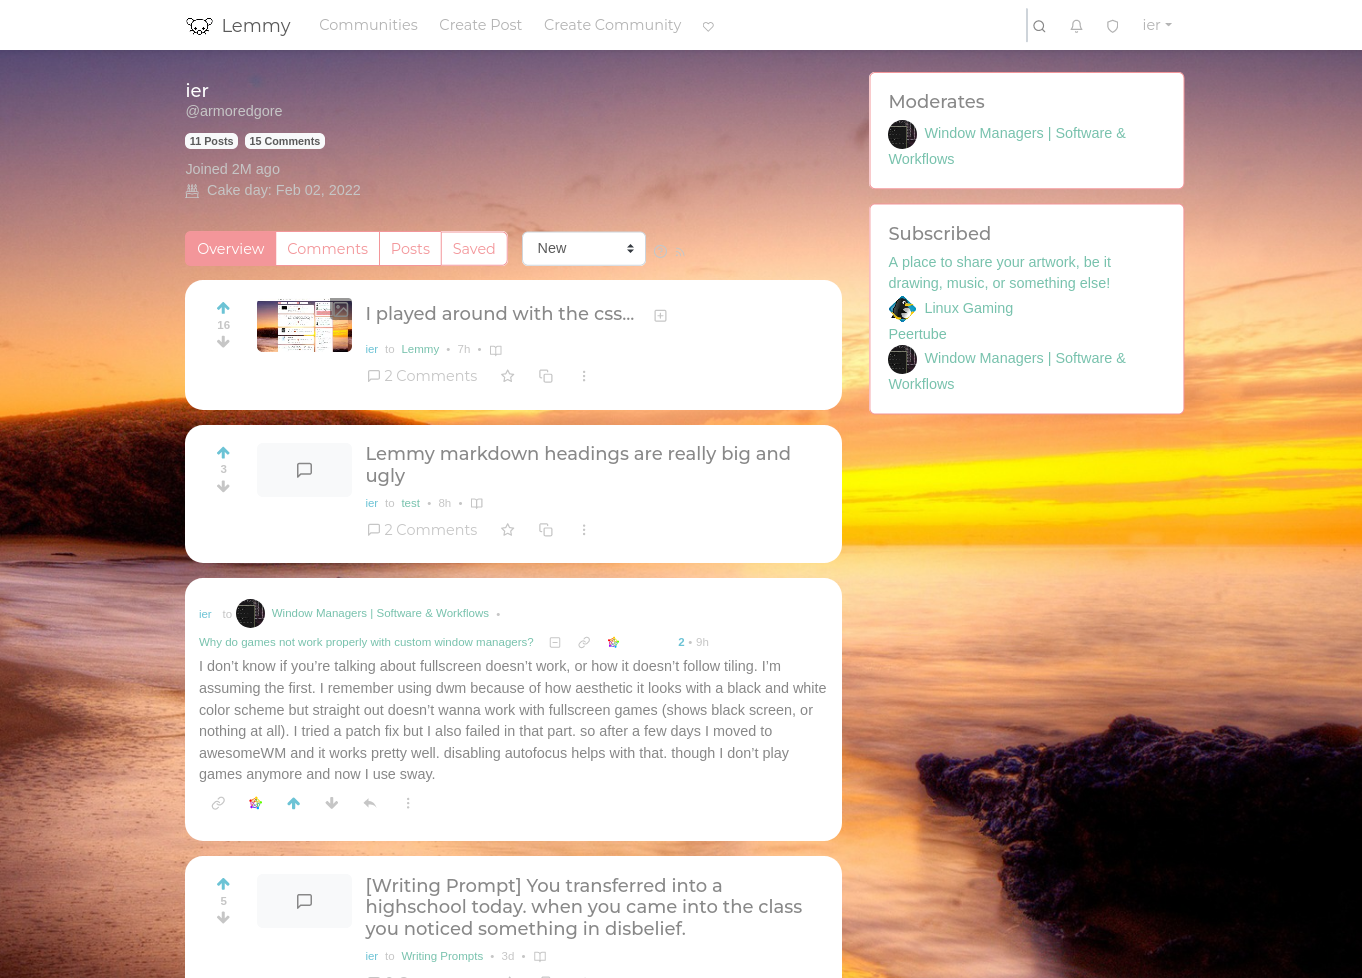 Lemmy Communities Create Post Create Community ier
ier
@armoredgore
11 Posts 15 Comments
Joined 2M ago
Cake day: Feb 02, 2022
Overview Comments Posts Saved New
16
I played around with the css...
ier to Lemmy • 7h •
2 Comments
3
Lemmy markdown headings are really big and
ugly
ier to test • 8h •
2 Comments
ier to Window Managers | Software & Workflows •
Why do games not work properly with custom window managers? 2 • 9h
I don’t know if you’re talking about fullscreen doesn’t work, or how it doesn’t follow tiling. I’m
assuming the first. I remember using dwm because of how aesthetic it looks with a black and white
color scheme but straight out doesn’t wanna work with fullscreen games (shows black screen, or
nothing at all). I tried a patch fix but I also failed in that part. so after a few days I moved to
awesomeWM and it works pretty well. disabling autofocus helps with that. though I don’t play
games anymore and now I use sway.
5
[Writing Prompt] You transferred into a
highschool today. when you came into the class
you noticed something in disbelief.
ier to Writing Prompts • 3d •
Moderates
Window Managers | Software &
Workflows
Subscribed
A place to share your artwork, be it
drawing, music, or something else!
Linux Gaming
Peertube
Window Managers | Software &
Workflows